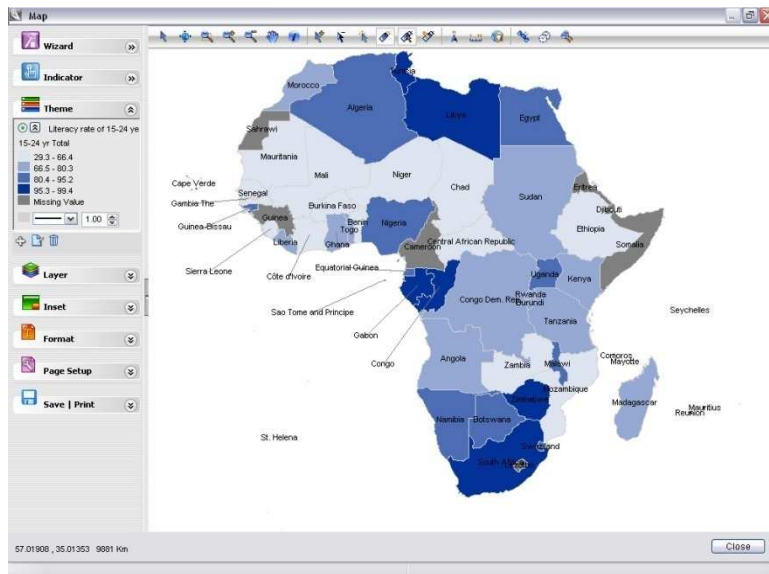 Map
Wizard
Indicator
Theme
Literacy rate of 15-24 ye
15-24 yr Total
29.3 - 66.4
66.5 - 80.3
80.4 - 95.2
95.3 - 99.4
Missing Value
1.00
Layer
Inset
Format
Page Setup
Save | Print
Tunisia
Morocco
Algeria
Libya
Egypt
Sahrawi
Mauritania
Mali
Niger
Chad
Sudan
Eritrea
Cape Verde
Senegal
Gambia The
Burkina Faso
Djibouti
Guinea
Benin
Nigeria
Ethiopia
Guinea-Bissau
Togo
Liberia
Ghana
Cameroon
Central African Republic
Somalia
Sierra Leone
Côte d'Ivoire
Equatorial Guinea
Uganda
Kenya
Congo Dem. Rep
Rwanda
Burundi
Sao Tome and Principe
Seychelles
Tanzania
Gabon
Congo
Angola
Zambia
Malawi
Comoros
Mayotte
Mozambique
Zimbabwe
Madagascar
Mauritius
Reunion
Namibia
Botswana
St. Helena
Swaziland
South Africa
57.01908 , 35.01353 9881 Km
Close